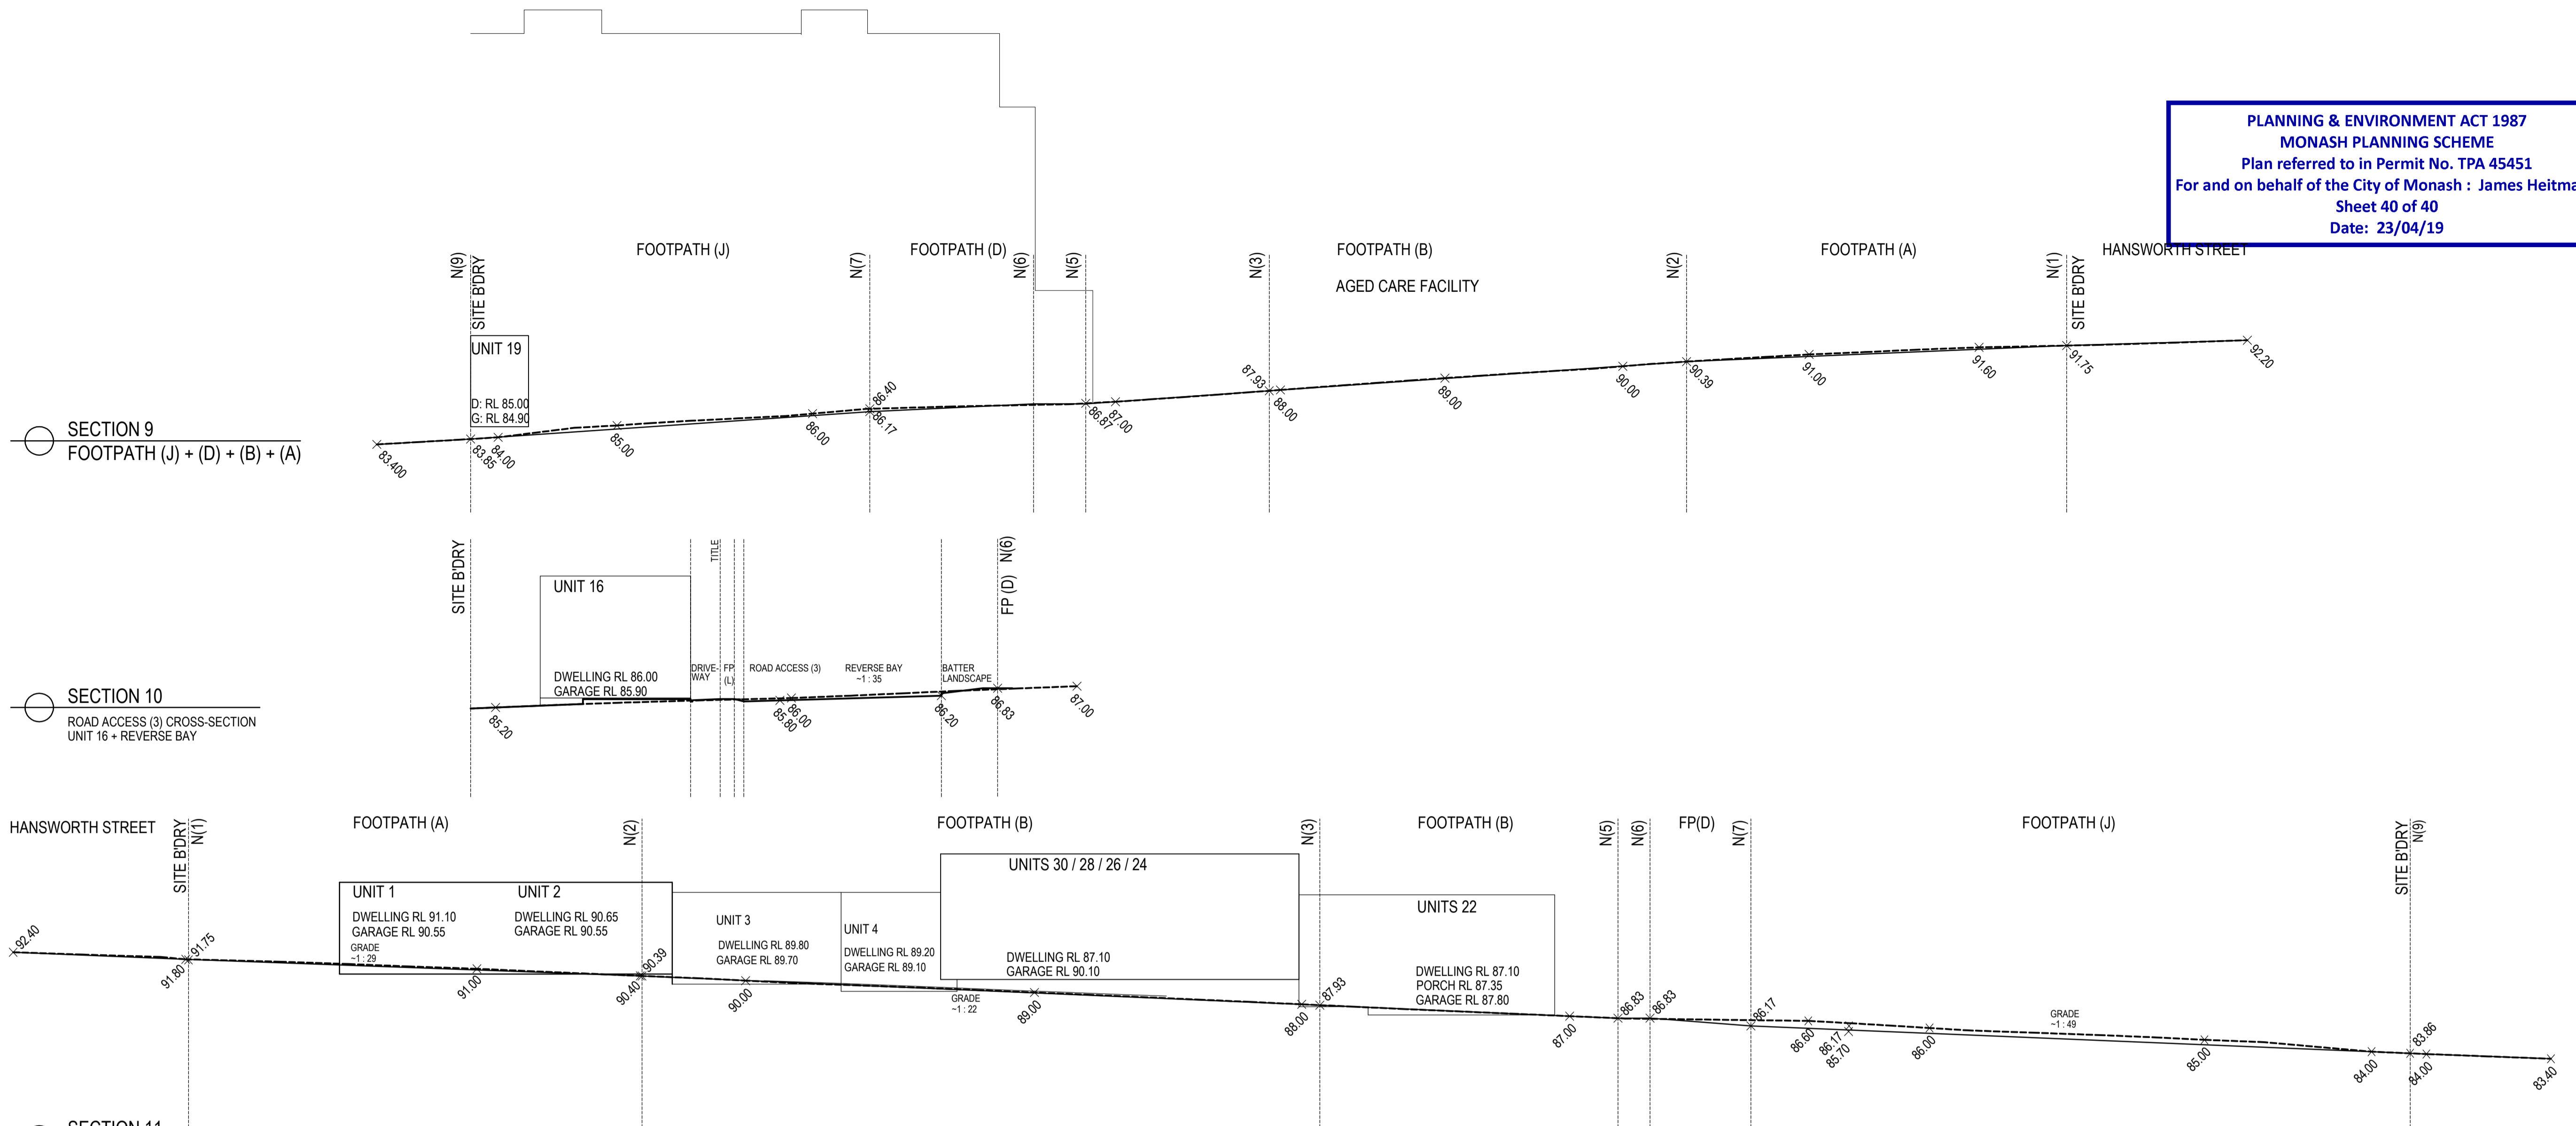 PLANNING & ENVIRONMENT ACT 1987
MONASH PLANNING SCHEME
Plan referred to in Permit No. TPA 45451
For and on behalf of the City of Monash : James Heitma
Sheet 40 of 40
Date: 23/04/19
N(9)
SITE B'DRY
FOOTPATH (J)
N(7)
FOOTPATH (D)
N(6)
N(5)
N(3)
FOOTPATH (B)
AGED CARE FACILITY
N(2)
FOOTPATH (A)
N(1)
SITE B'DRY
HANSWORTH STREET
UNIT 19
D: RL 85.00
G: RL 84.90
83.400
83.85
84.00
85.00
86.00
86.40
86.17
86.87
87.00
87.93
88.00
89.00
90.00
90.39
91.00
91.60
91.75
92.20
SECTION 9
FOOTPATH (J) + (D) + (B) + (A)
SITE B'DRY
UNIT 16
DWELLING RL 86.00
GARAGE RL 85.90
DRIVE-
WAY
TITLE
FP
(L)
ROAD ACCESS (3)
REVERSE BAY
~1 : 35
BATTER
LANDSCAPE
FP (D) N(6)
85.20
85.80
86.00
86.20
86.83
87.00
SECTION 10
ROAD ACCESS (3) CROSS-SECTION
UNIT 16 + REVERSE BAY
HANSWORTH STREET
SITE B'DRY
N(1)
FOOTPATH (A)
N(2)
FOOTPATH (B)
N(3)
FOOTPATH (B)
N(5)
N(6)
FP(D)
N(7)
FOOTPATH (J)
SITE B'DRY
N(9)
UNIT 1
DWELLING RL 91.10
GARAGE RL 90.55
GRADE
~1 : 29
UNIT 2
DWELLING RL 90.65
GARAGE RL 90.55
UNIT 3
DWELLING RL 89.80
GARAGE RL 89.70
UNIT 4
DWELLING RL 89.20
GARAGE RL 89.10
GRADE
~1 : 22
UNITS 30 / 28 / 26 / 24
DWELLING RL 87.10
GARAGE RL 90.10
UNITS 22
DWELLING RL 87.10
PORCH RL 87.35
GARAGE RL 87.80
GRADE
~1 : 49
92.40
91.80
91.75
91.00
90.40
90.39
90.00
89.00
88.00
87.93
87.00
86.83
86.83
86.17
86.60
86.17
85.70
86.00
85.00
84.00
83.86
84.00
83.40
SECTION 11